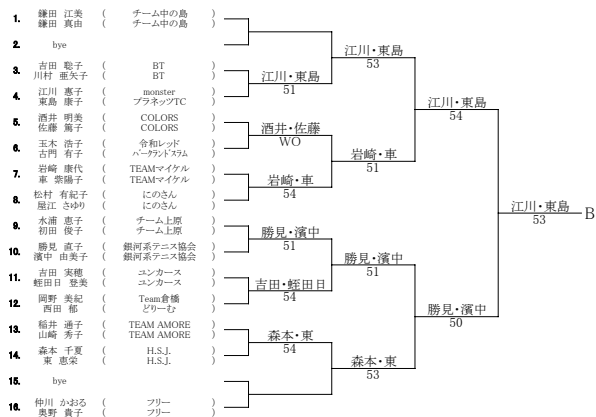 1. 鎌田 江美 ( チーム中の島 )
鎌田 真由 ( チーム中の島 )
2. bye
3. 吉田 聡子 ( BT )
川村 亜矢子 ( BT )
4. 江川 惠子 ( monster )
東島 康子 ( プラネッツTC )
5. 酒井 明美 ( COLORS )
佐藤 篤子 ( COLORS )
6. 玉木 浩子 ( 令和レッド )
古門 有子 ( パークランドスラム )
7. 岩崎 康代 ( TEAMマイケル )
車 紫陽子 ( TEAMマイケル )
8. 松村 有紀子 ( にのさん )
屋江 さゆり ( にのさん )
9. 水浦 恵子 ( チーム上原 )
初田 俊子 ( チーム上原 )
10. 勝見 直子 ( 銀河系テニス協会 )
濱中 由美子 ( 銀河系テニス協会 )
11. 吉田 実穂 ( ユンカース )
蛭田日 登美 ( ユンカース )
12. 岡野 美紀 ( Team倉橋 )
西田 郁 ( どりーむ )
13. 稲井 通子 ( TEAM AMORE )
山崎 秀子 ( TEAM AMORE )
14. 森本 千夏 ( H.S.J. )
東 恵栄 ( H.S.J. )
15. bye
16. 仲川 かおる ( フリー )
奥野 貴子 ( フリー )
江川・東島
51
酒井・佐藤
WO
岩崎・車
54
勝見・濱中
51
吉田・蛭田日
54
森本・東
54
江川・東島
53
岩崎・車
51
勝見・濱中
51
森本・東
53
江川・東島
54
勝見・濱中
50
江川・東島
53
B